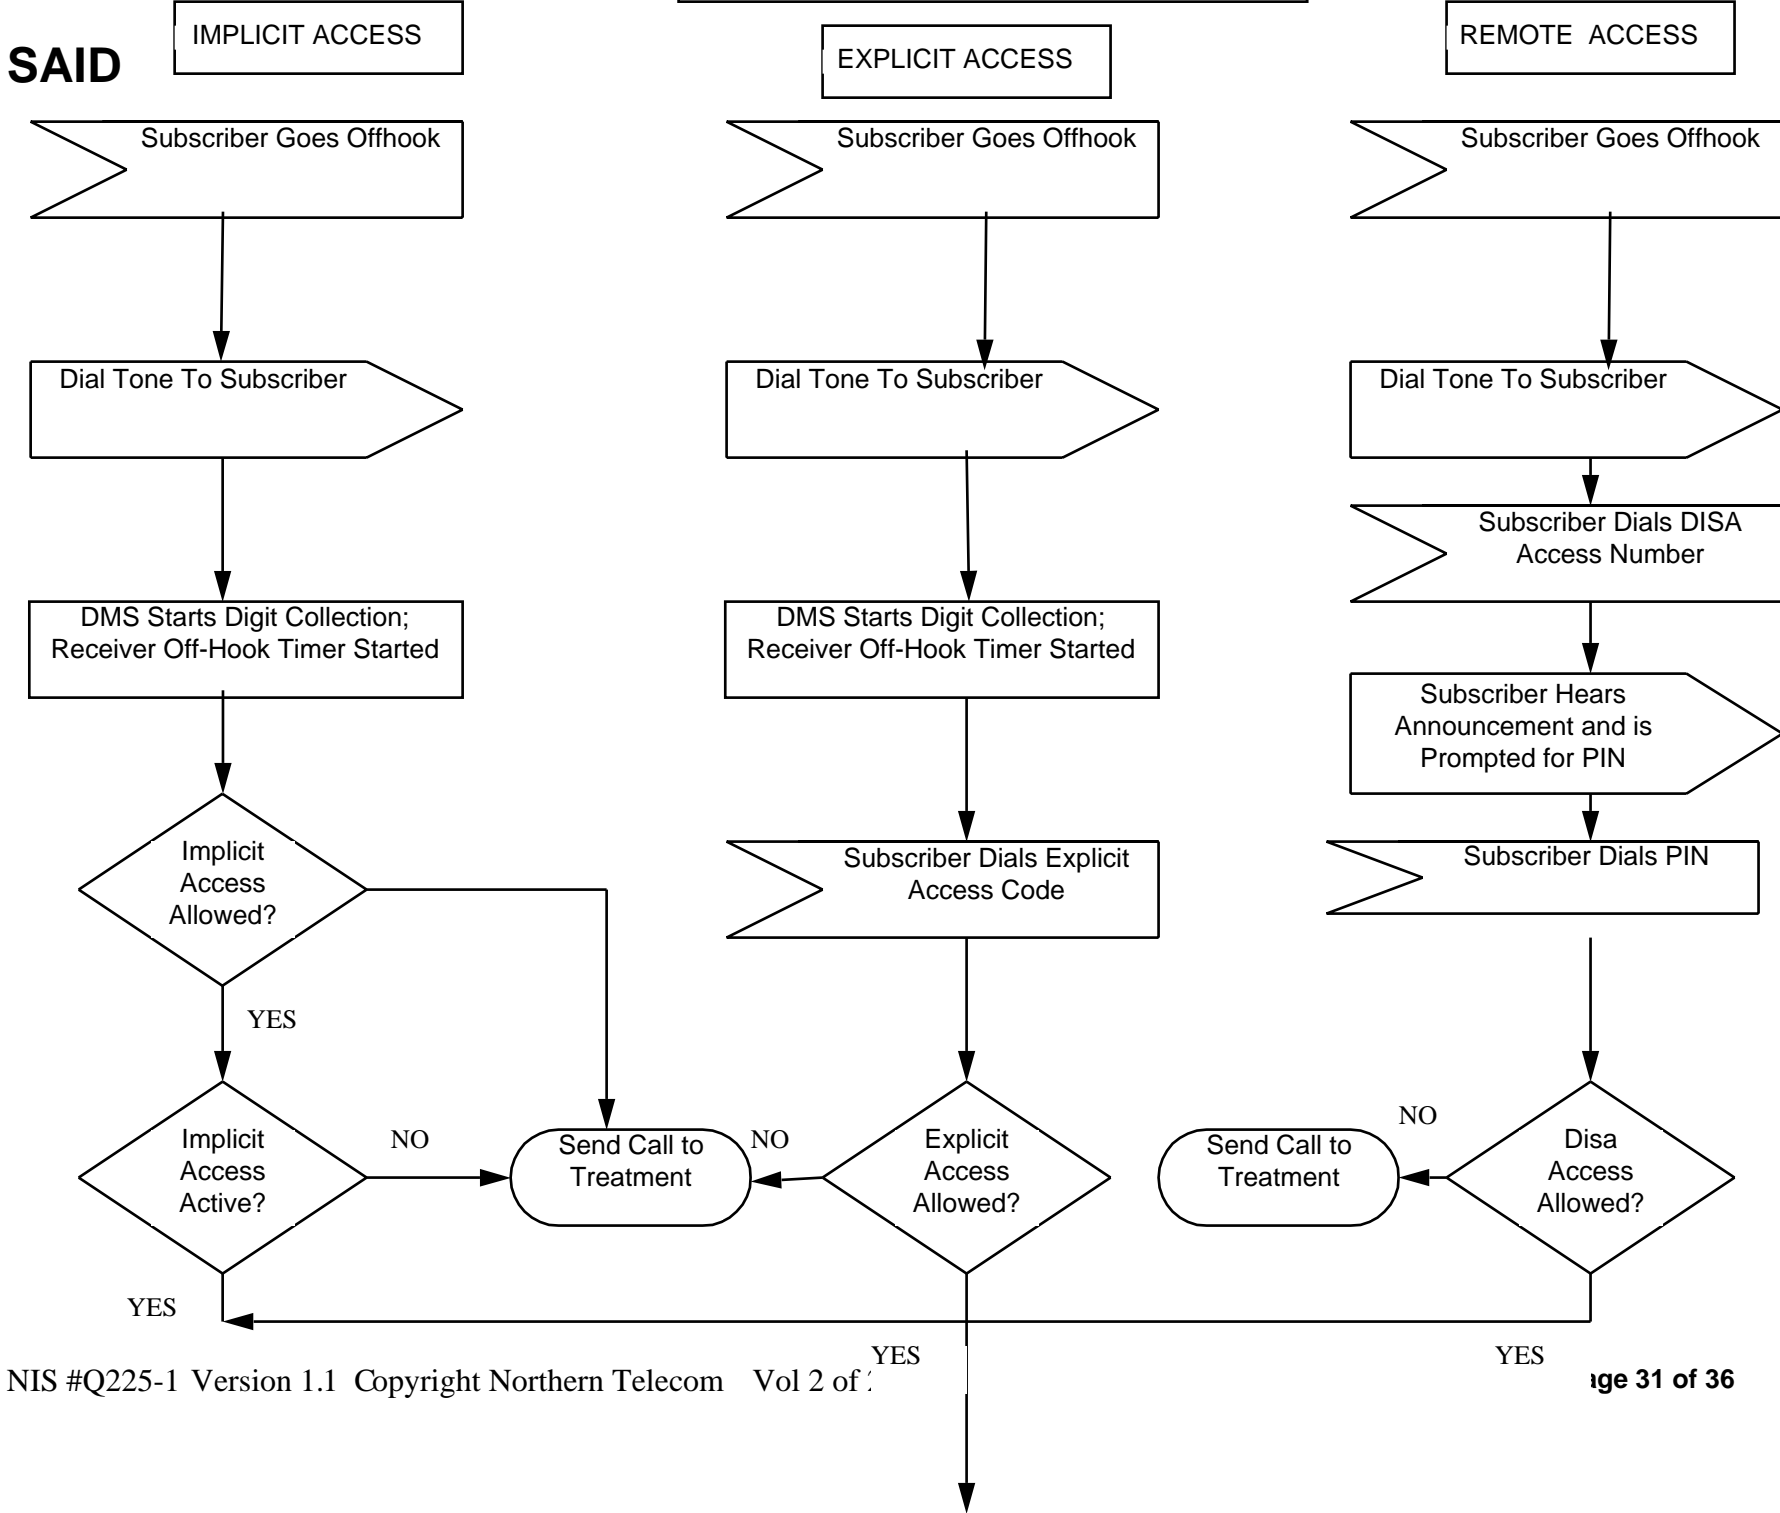 IMPLICIT ACCESS
EXPLICIT ACCESS
REMOTE ACCESS
SAID
Subscriber Goes Offhook
Subscriber Goes Offhook
Subscriber Goes Offhook
Dial Tone To Subscriber
Dial Tone To Subscriber
Dial Tone To Subscriber
Subscriber Dials DISA
Access Number
DMS Starts Digit Collection;
Receiver Off-Hook Timer Started
DMS Starts Digit Collection;
Receiver Off-Hook Timer Started
Subscriber Hears
Announcement and is
Prompted for PIN
Implicit
Access
Allowed?
Subscriber Dials Explicit
Access Code
Subscriber Dials PIN
YES
Implicit
Access
Active?
NO
Send Call to
Treatment
NO
Explicit
Access
Allowed?
Send Call to
Treatment
NO
Disa
Access
Allowed?
YES
YES
YES
NIS #Q225-1 Version 1.1 Copyright Northern Telecom Vol 2 of
31 of 36